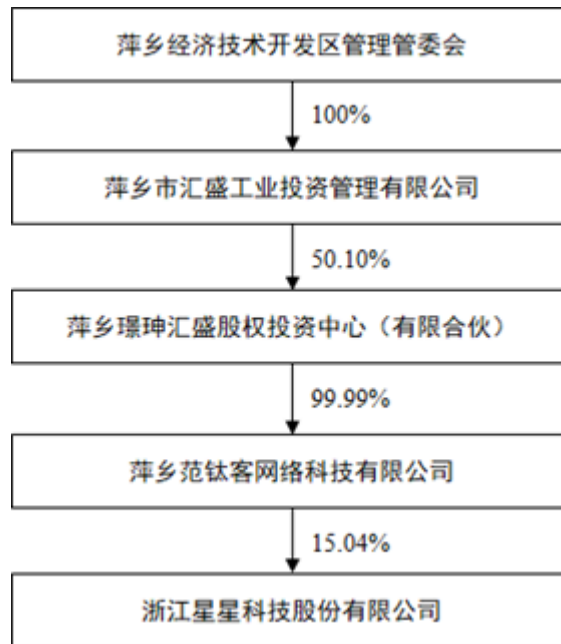 萍乡经济技术开发区管理管委会
100%
萍乡市汇盛工业投资管理有限公司
50.10%
萍乡璟珅汇盛股权投资中心（有限合伙）
99.99%
萍乡范钛客网络科技有限公司
15.04%
浙江星星科技股份有限公司